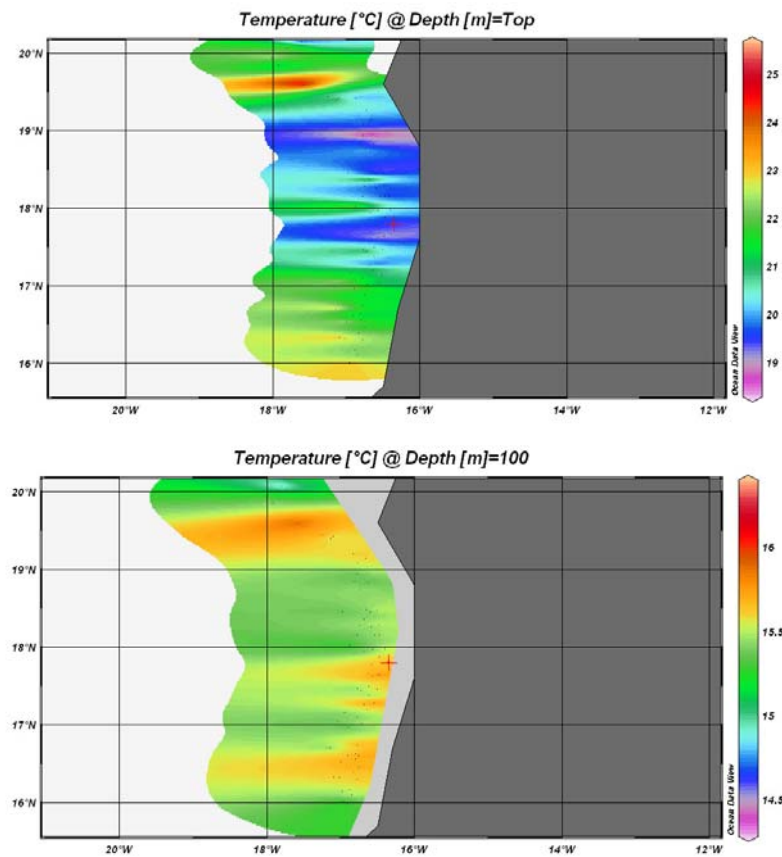 Temperature [°C] @ Depth [m]=Top
20°N
19°N
18°N
17°N
16°N
20°W
18°W
16°W
14°W
12°W
25
24
23
22
21
20
19
Ocean Data View
Temperature [°C] @ Depth [m]=100
20°N
19°N
18°N
17°N
16°N
20°W
18°W
16°W
14°W
12°W
16
15.5
15
14.5
Ocean Data View